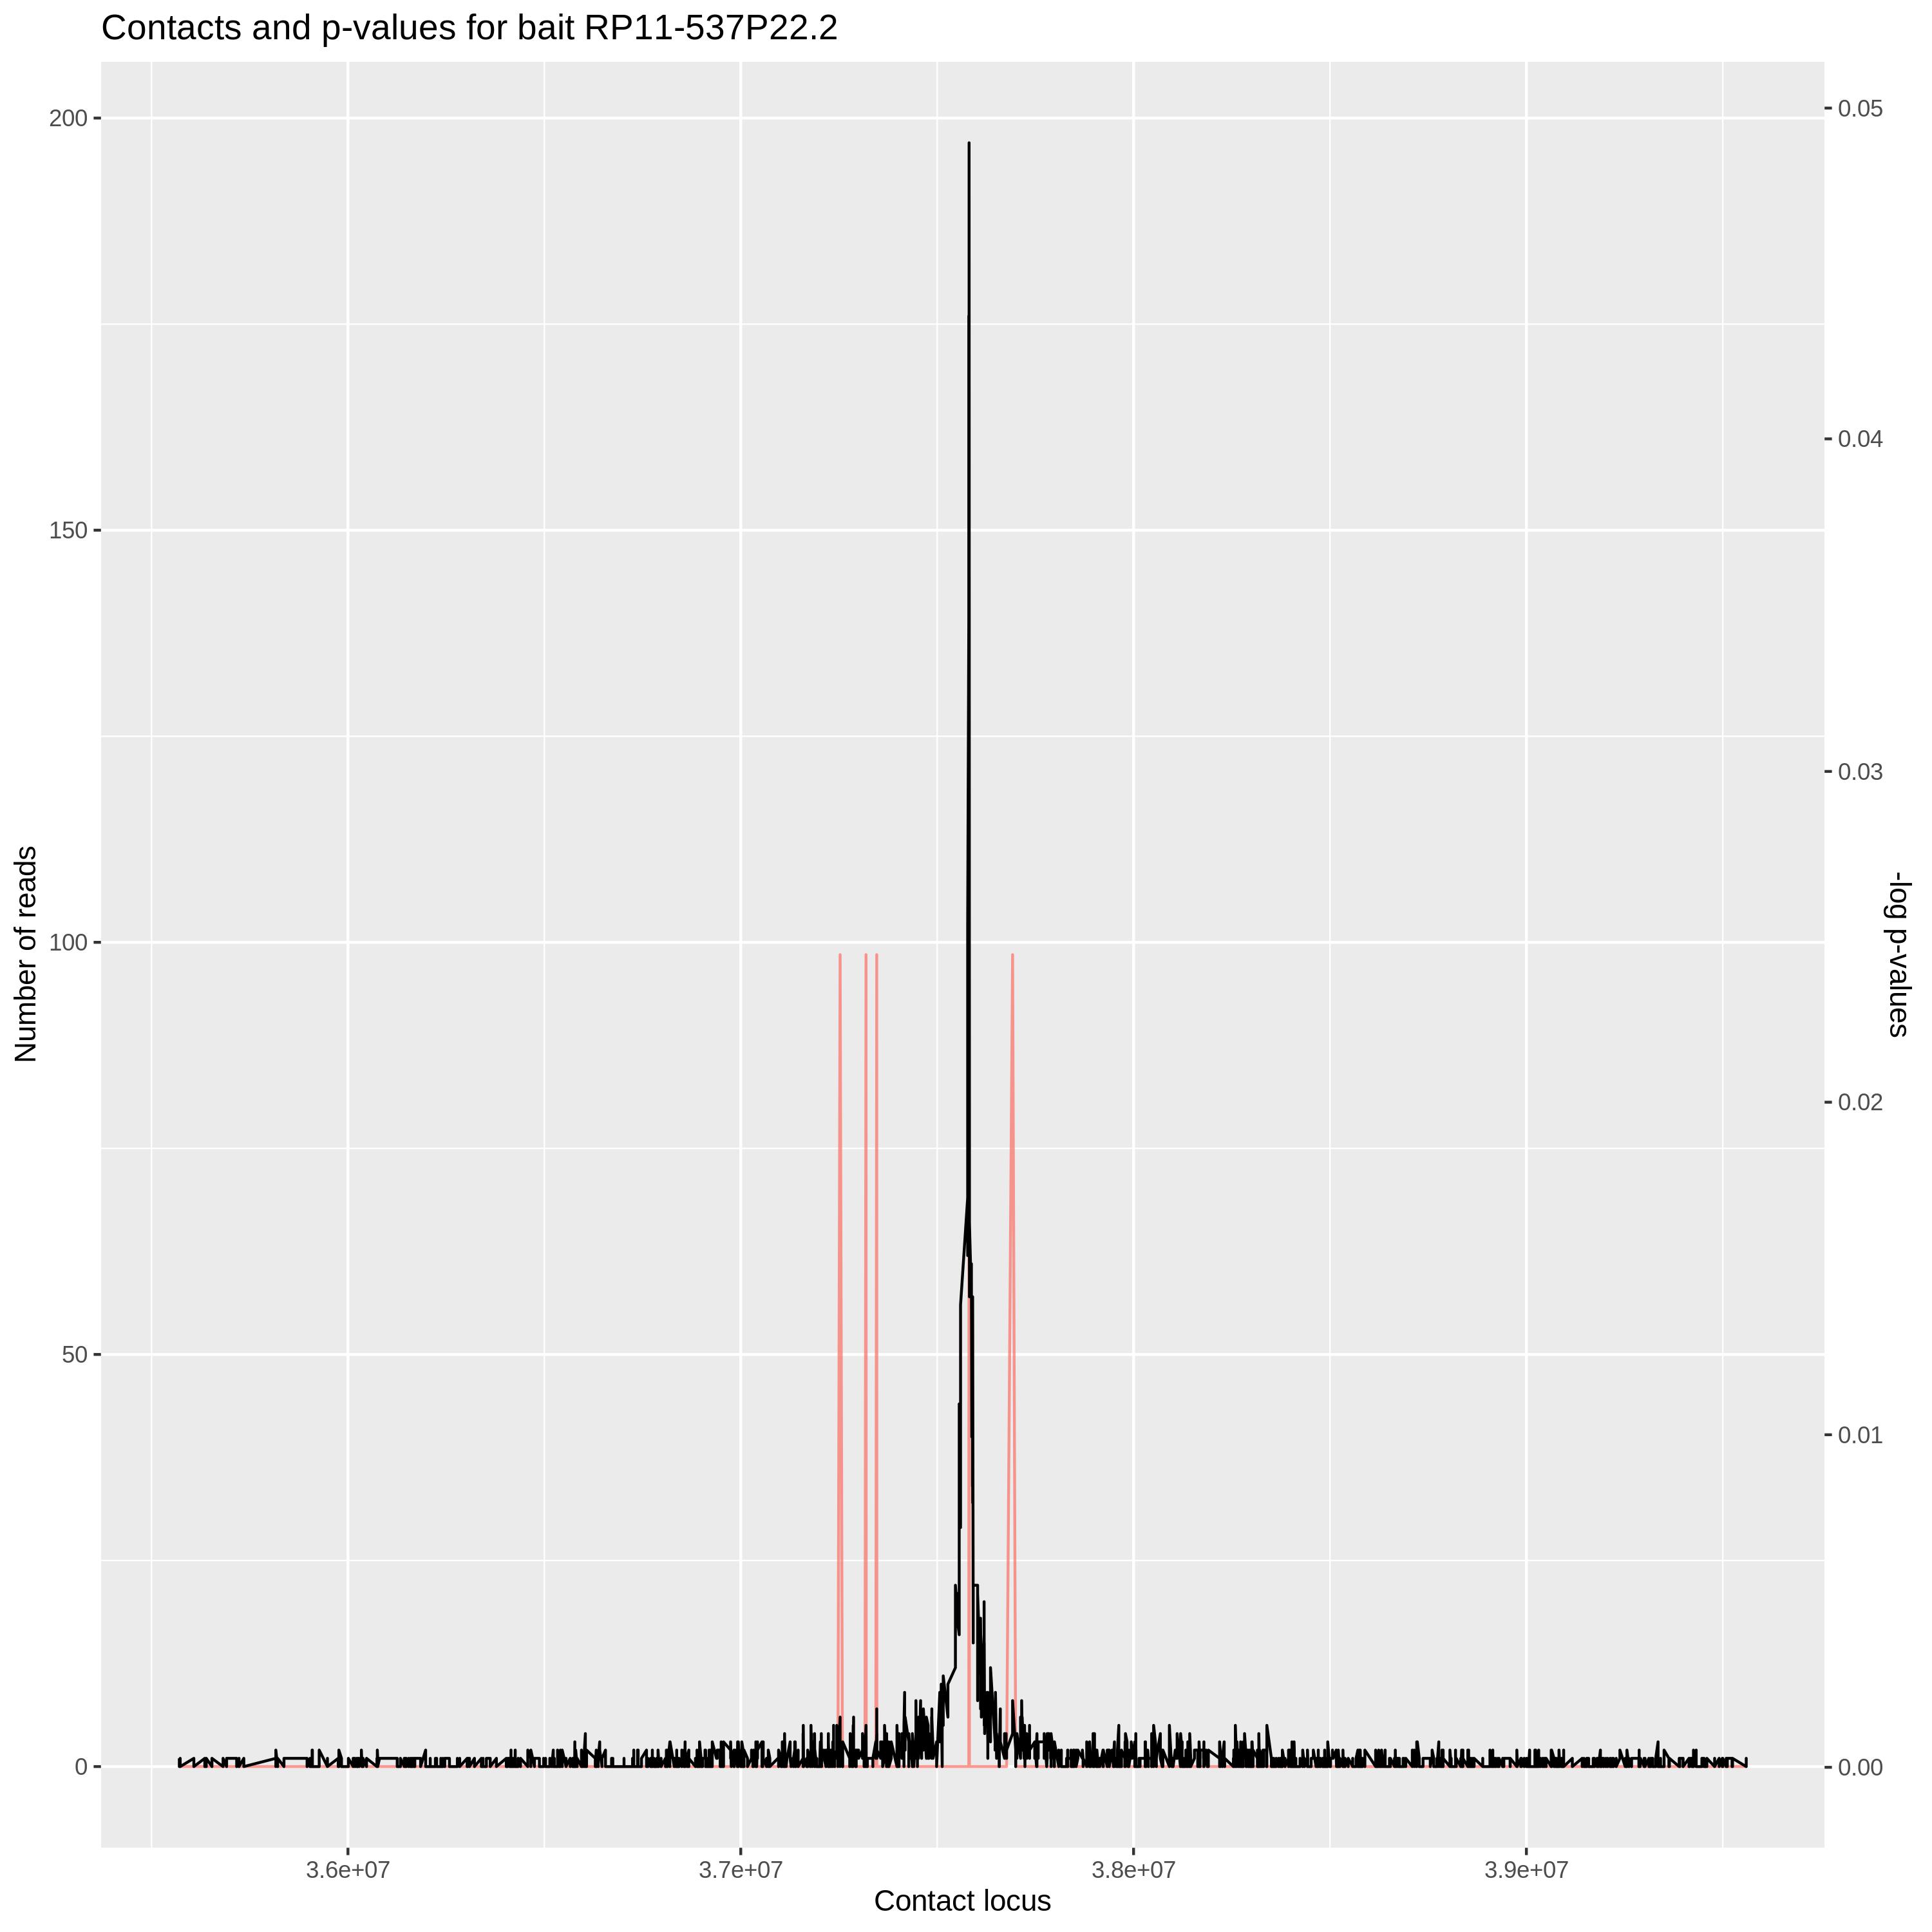 Contacts and p-values for bait RP11-537P22.2
200
150
100
50
0
Number of reads
0.05
0.04
0.03
0.02
0.01
0.00
-log p-values
3.6e+07
3.7e+07
3.8e+07
3.9e+07
Contact locus